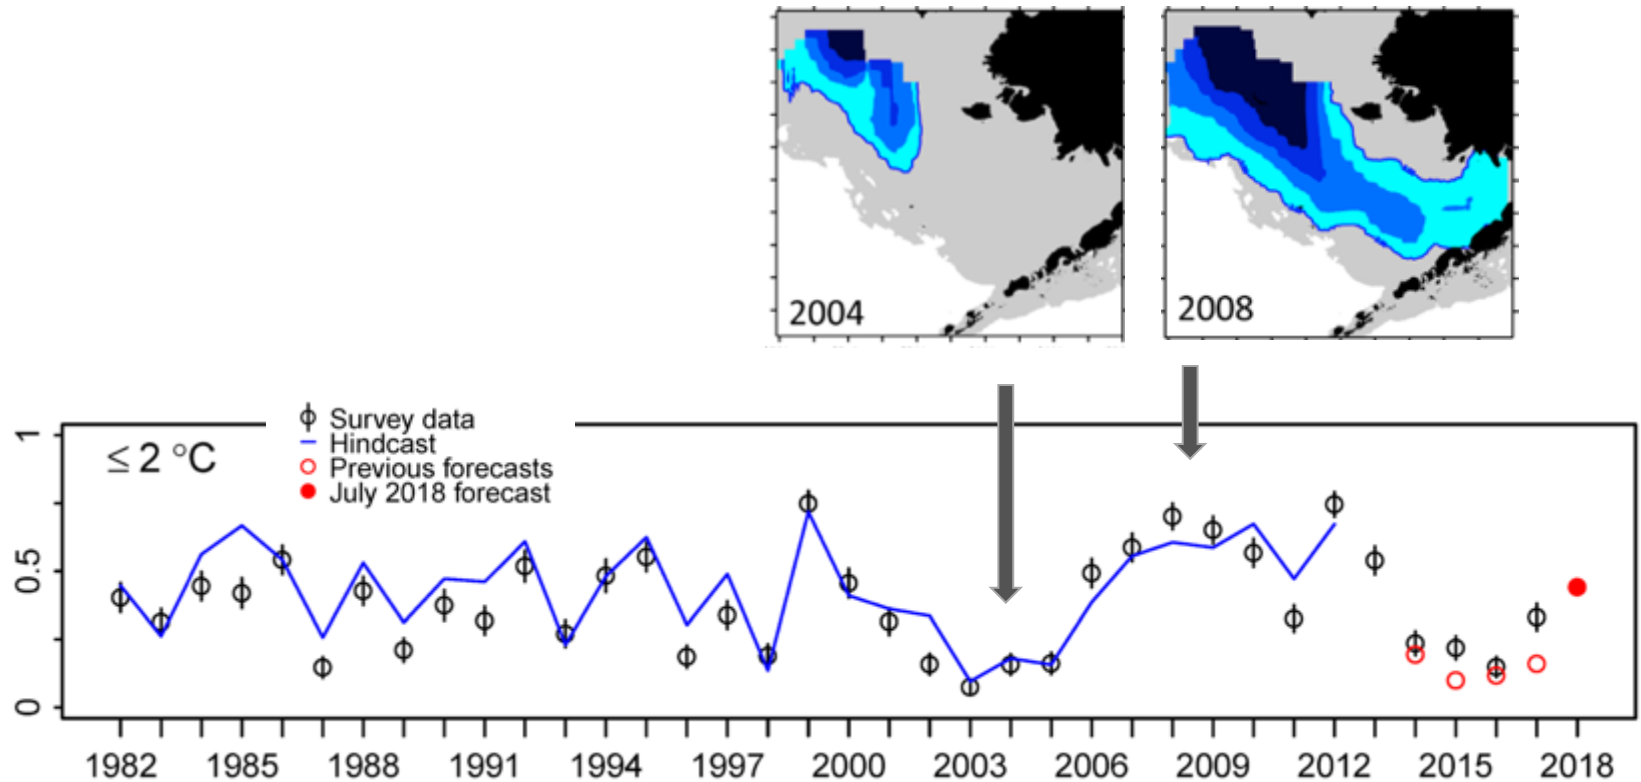 2004
2008
≤ 2 °C
Survey data
Hindcast
Previous forecasts
July 2018 forecast
1
0.5
0
1982 1985 1988 1991 1994 1997 2000 2003 2006 2009 2012 2015 2018